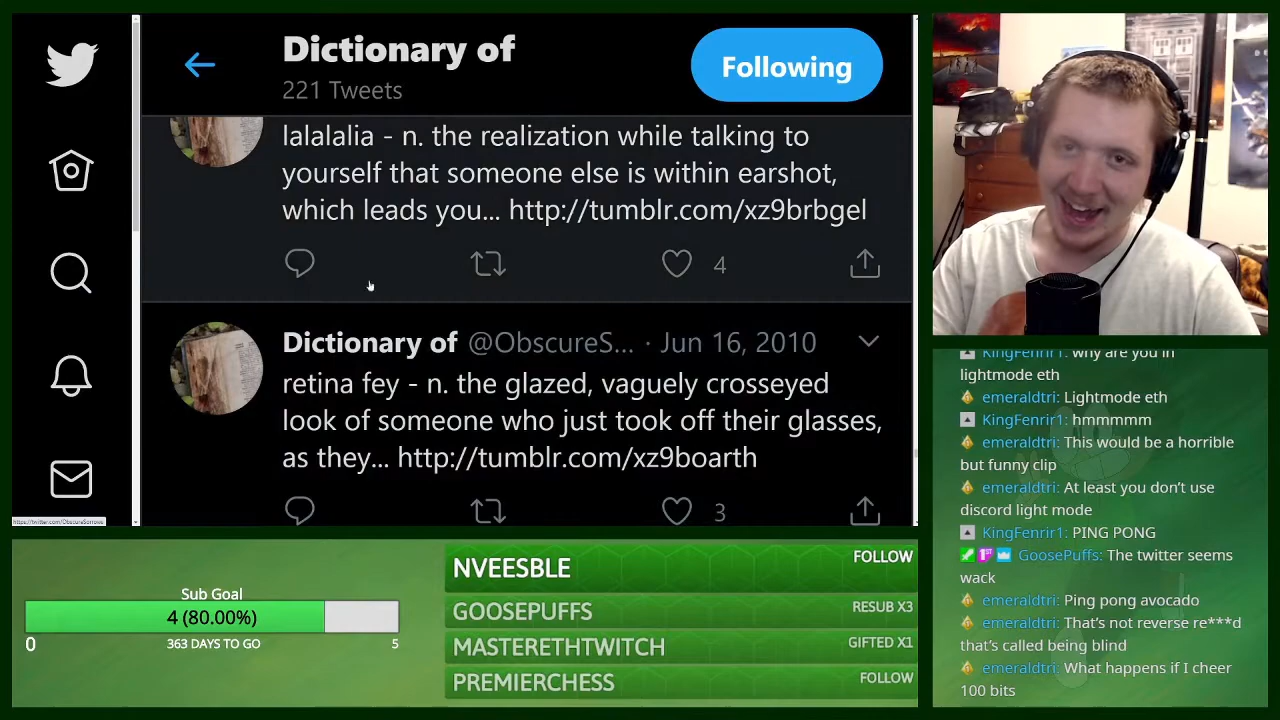 Dictionary of
221 Tweets
Following
lalalalia - n. the realization while talking to
yourself that someone else is within earshot,
which leads you... http://tumblr.com/xz9brbgel
4
Dictionary of @ObscureS... · Jun 16, 2010
retina fey - n. the glazed, vaguely crosseyed
look of someone who just took off their glasses,
as they... http://tumblr.com/xz9boarth
3
https://twitter.com/ObscureSorrows
KingFenrir1: why are you in
lightmode eth
emeraldtri: Lightmode eth
KingFenrir1: hmmmmm
emeraldtri: This would be a horrible
but funny clip
emeraldtri: At least you don't use
discord light mode
KingFenrir1: PING PONG
GoosePuffs: The twitter seems
wack
emeraldtri: Ping pong avocado
emeraldtri: That's not reverse re***d
that's called being blind
emeraldtri: What happens if I cheer
100 bits
Sub Goal
4 (80.00%)
0
363 DAYS TO GO
5
NVEESBLE FOLLOW
GOOSEPUFFS RESUB X3
MASTERETHTWITCH GIFTED X1
PREMIERCHESS FOLLOW